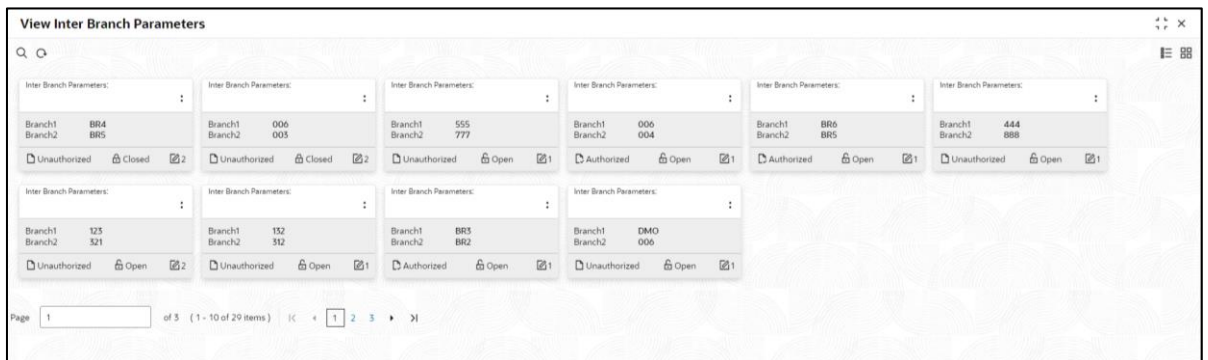 View Inter Branch Parameters
Inter Branch Parameters: Inter Branch Parameters: Inter Branch Parameters: Inter Branch Parameters: Inter Branch Parameters: Inter Branch Parameters:
Branch1 BR4 Branch1 006 Branch1 555 Branch1 006 Branch1 BR6 Branch1 444
Branch2 BR5 Branch2 003 Branch2 777 Branch2 004 Branch2 BR5 Branch2 888
Unauthorized Closed 2 Unauthorized Closed 2 Unauthorized Open 1 Authorized Open 1 Authorized Open 1 Unauthorized Open 1
Inter Branch Parameters: Inter Branch Parameters: Inter Branch Parameters: Inter Branch Parameters:
Branch1 123 Branch1 132 Branch1 BR3 Branch1 DMO
Branch2 321 Branch2 312 Branch2 BR2 Branch2 006
Unauthorized Open 2 Unauthorized Open 1 Authorized Open 1 Unauthorized Open 1
Page 1 of 3 (1 - 10 of 29 items) 1 2 3